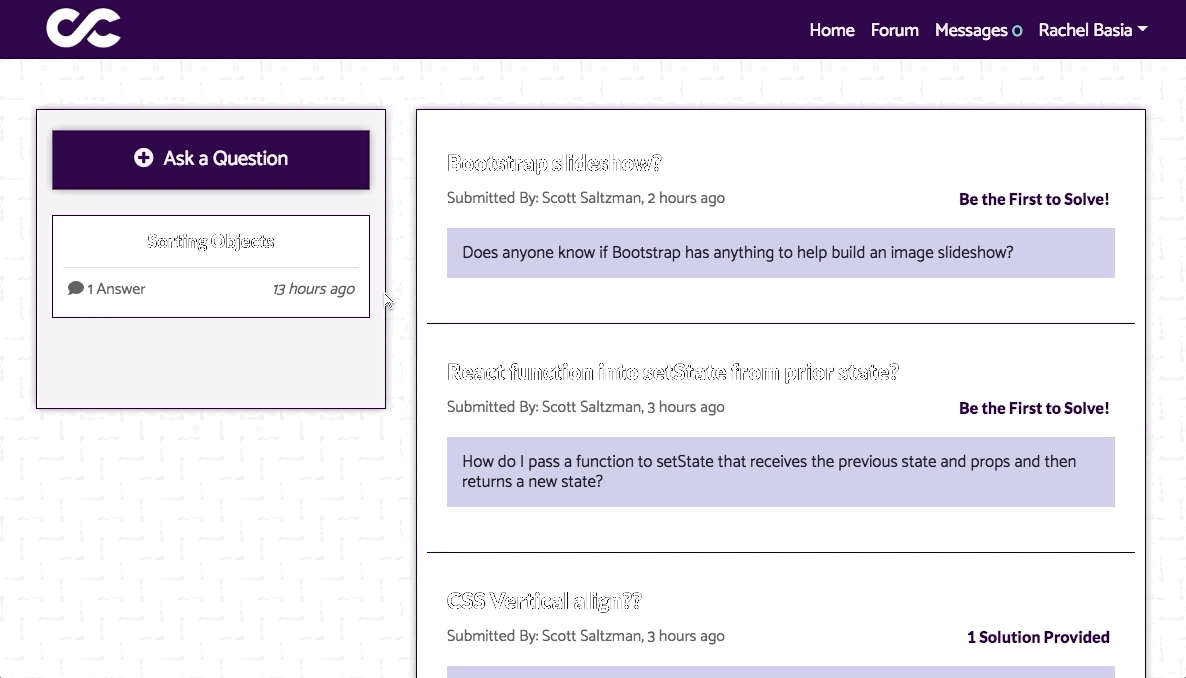 Home Forum Messages 0 Rachel Basia
Ask a Question
Sorting Objects
1 Answer 13 hours ago
Bootstrap slideshow?
Submitted By: Scott Saltzman, 2 hours ago
Be the First to Solve!
Does anyone know if Bootstrap has anything to help build an image slideshow?
React function into setState from prior state?
Submitted By: Scott Saltzman, 3 hours ago
Be the First to Solve!
How do I pass a function to setState that receives the previous state and props and then
returns a new state?
CSS Vertical align??
Submitted By: Scott Saltzman, 3 hours ago
1 Solution Provided